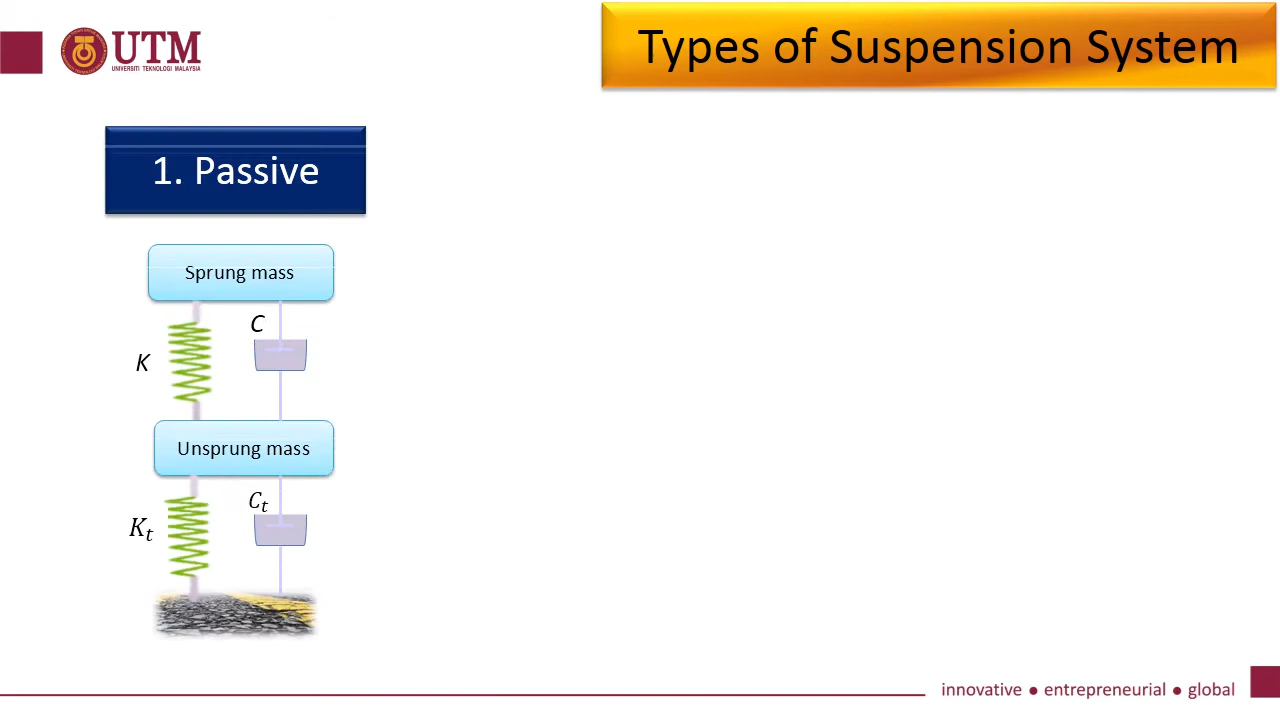 UTM
UNIVERSITI TEKNOLOGI MALAYSIA
Types of Suspension System
1. Passive
Sprung mass
C
K
Unsprung mass
C_t
K_t
innovative ● entrepreneurial ● global